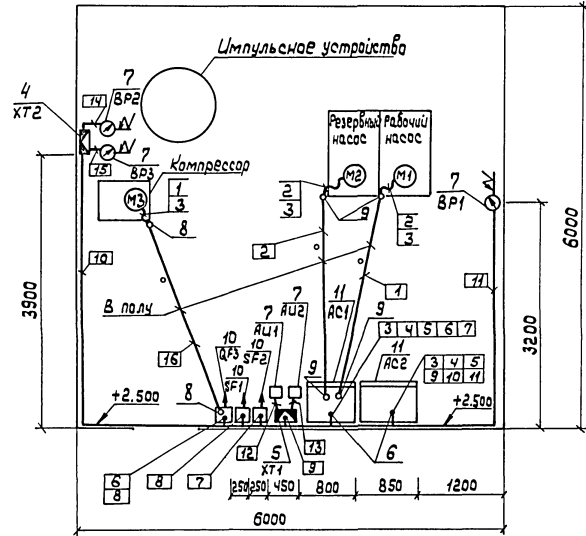 Импульсное устройство
4
ХТ2
14
7
ВР2
15
7
ВР3
Компрессор
М3
1
3
8
Резервный насос
Рабочий насос
М2
М1
2
3
9
2
3
7
ВР1
10
2
1
11
В полу
16
3900
3200
6000
+2.500
8
10
QF3
10
SF1
10
SF2
7
АИ1
7
АИ2
9
11
АС1
9
3 4 5 6 7
11
АС2
3 4 5
9 10 11
+2.500
6
8
8
7
12
5
ХТ1
9
13
6
250 250 450 800 850 1200
6000